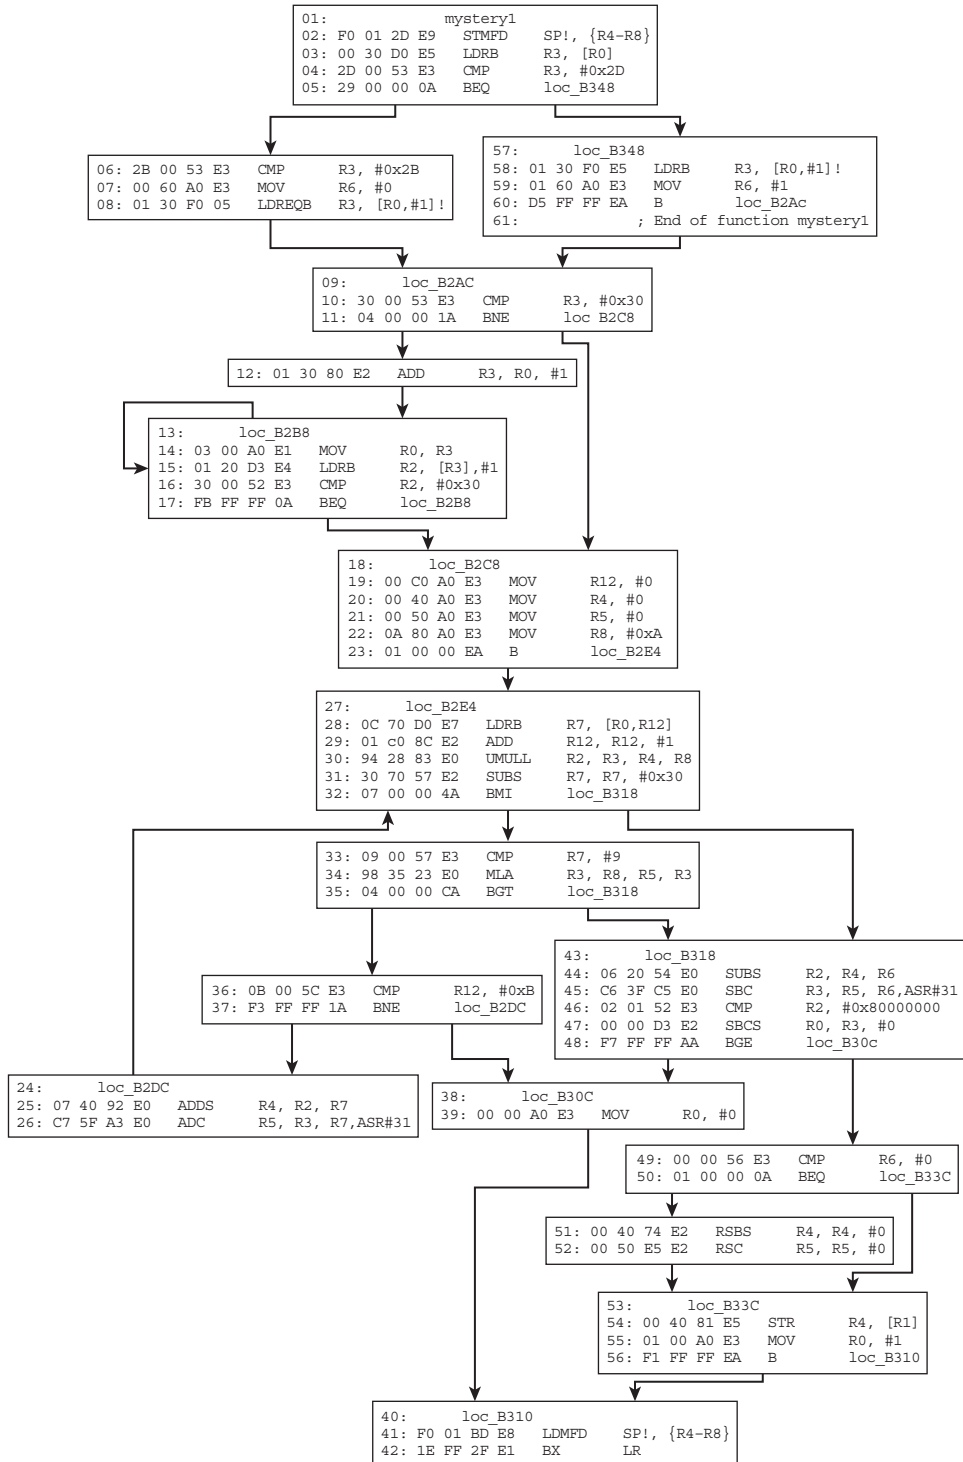 01: mystery1
02: F0 01 2D E9 STMFD SP!, {R4-R8}
03: 00 30 D0 E5 LDRB R3, [R0]
04: 2D 00 53 E3 CMP R3, #0x2D
05: 29 00 00 0A BEQ loc_B348
06: 2B 00 53 E3 CMP R3, #0x2B
07: 00 60 A0 E3 MOV R6, #0
08: 01 30 F0 05 LDREQB R3, [R0,#1]!
57: loc_B348
58: 01 30 F0 E5 LDRB R3, [R0,#1]!
59: 01 60 A0 E3 MOV R6, #1
60: D5 FF FF EA B loc_B2Ac
61: ; End of function mystery1
09: loc_B2AC
10: 30 00 53 E3 CMP R3, #0x30
11: 04 00 00 1A BNE loc B2C8
12: 01 30 80 E2 ADD R3, R0, #1
13: loc_B2B8
14: 03 00 A0 E1 MOV R0, R3
15: 01 20 D3 E4 LDRB R2, [R3],#1
16: 30 00 52 E3 CMP R2, #0x30
17: FB FF FF 0A BEQ loc_B2B8
18: loc_B2C8
19: 00 C0 A0 E3 MOV R12, #0
20: 00 40 A0 E3 MOV R4, #0
21: 00 50 A0 E3 MOV R5, #0
22: 0A 80 A0 E3 MOV R8, #0xA
23: 01 00 00 EA B loc_B2E4
27: loc_B2E4
28: 0C 70 D0 E7 LDRB R7, [R0,R12]
29: 01 c0 8C E2 ADD R12, R12, #1
30: 94 28 83 E0 UMULL R2, R3, R4, R8
31: 30 70 57 E2 SUBS R7, R7, #0x30
32: 07 00 00 4A BMI loc_B318
33: 09 00 57 E3 CMP R7, #9
34: 98 35 23 E0 MLA R3, R8, R5, R3
35: 04 00 00 CA BGT loc_B318
36: 0B 00 5C E3 CMP R12, #0xB
37: F3 FF FF 1A BNE loc_B2DC
43: loc_B318
44: 06 20 54 E0 SUBS R2, R4, R6
45: C6 3F C5 E0 SBC R3, R5, R6,ASR#31
46: 02 01 52 E3 CMP R2, #0x80000000
47: 00 00 D3 E2 SBCS R0, R3, #0
48: F7 FF FF AA BGE loc_B30c
24: loc_B2DC
25: 07 40 92 E0 ADDS R4, R2, R7
26: C7 5F A3 E0 ADC R5, R3, R7,ASR#31
38: loc_B30C
39: 00 00 A0 E3 MOV R0, #0
49: 00 00 56 E3 CMP R6, #0
50: 01 00 00 0A BEQ loc_B33C
51: 00 40 74 E2 RSBS R4, R4, #0
52: 00 50 E5 E2 RSC R5, R5, #0
53: loc_B33C
54: 00 40 81 E5 STR R4, [R1]
55: 01 00 A0 E3 MOV R0, #1
56: F1 FF FF EA B loc_B310
40: loc_B310
41: F0 01 BD E8 LDMFD SP!, {R4-R8}
42: 1E FF 2F E1 BX LR